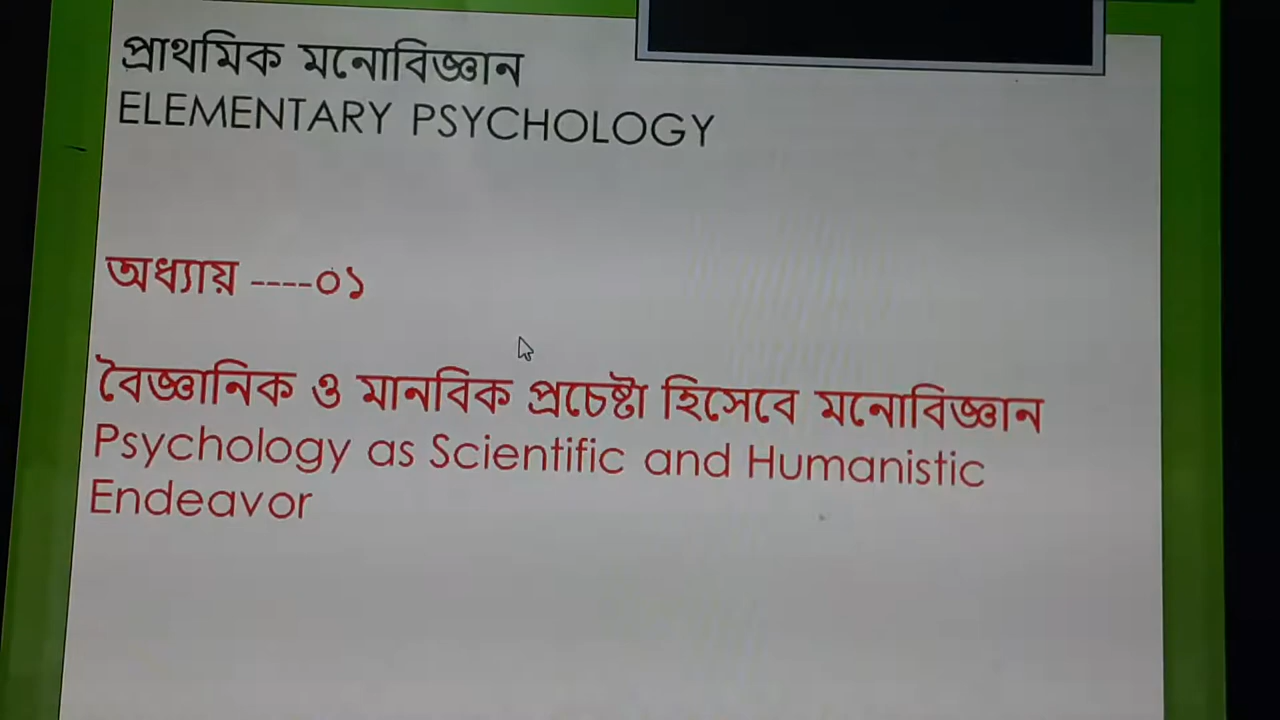 প্রাথমিক মনোবিজ্ঞান
ELEMENTARY PSYCHOLOGY
অধ্যায় ----০১
বৈজ্ঞানিক ও মানবিক প্রচেষ্টা হিসেবে মনোবিজ্ঞান
Psychology as Scientific and Humanistic
Endeavor